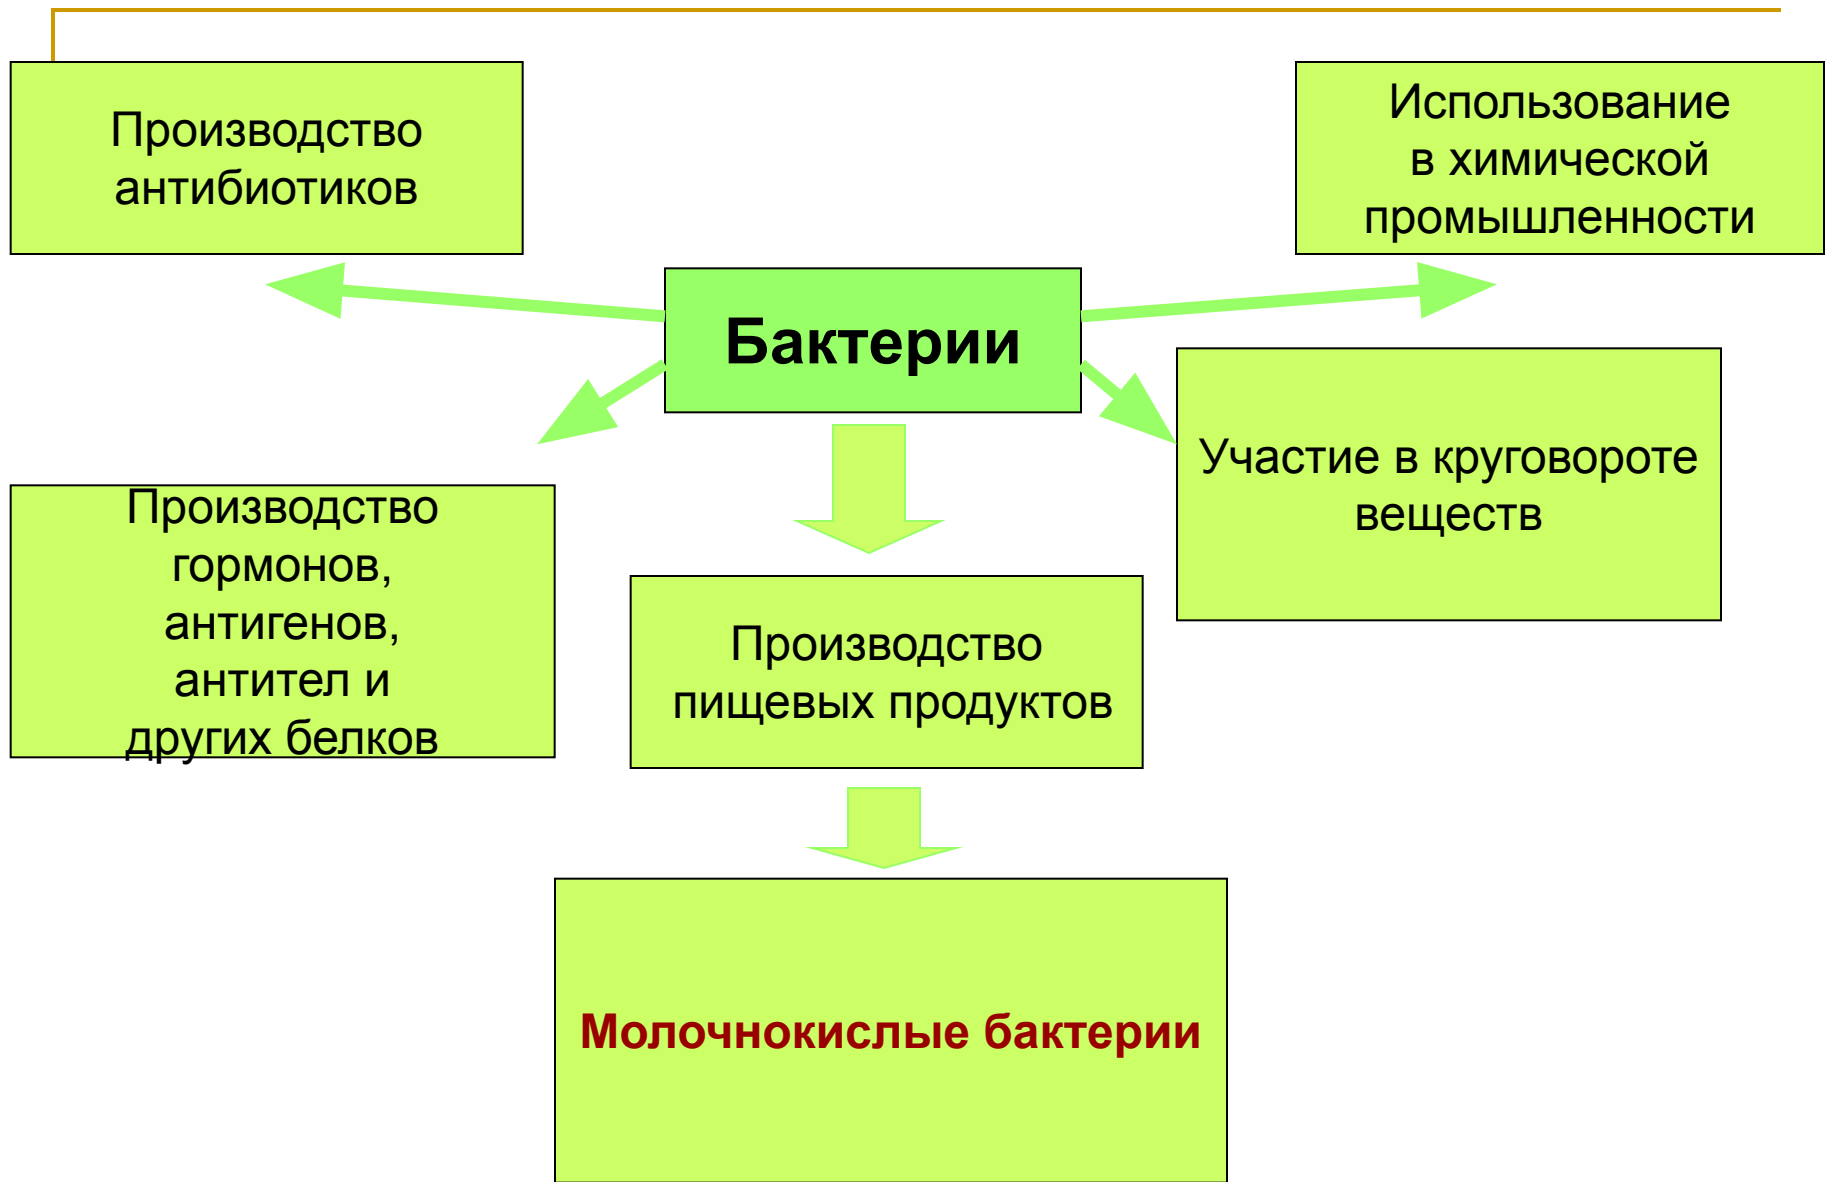 Производство
антибиотиков
Использование
в химической
промышленности
Бактерии
Участие в круговороте
веществ
Производство
гормонов,
антигенов,
антител и
других белков
Производство
пищевых продуктов
Молочнокислые бактерии